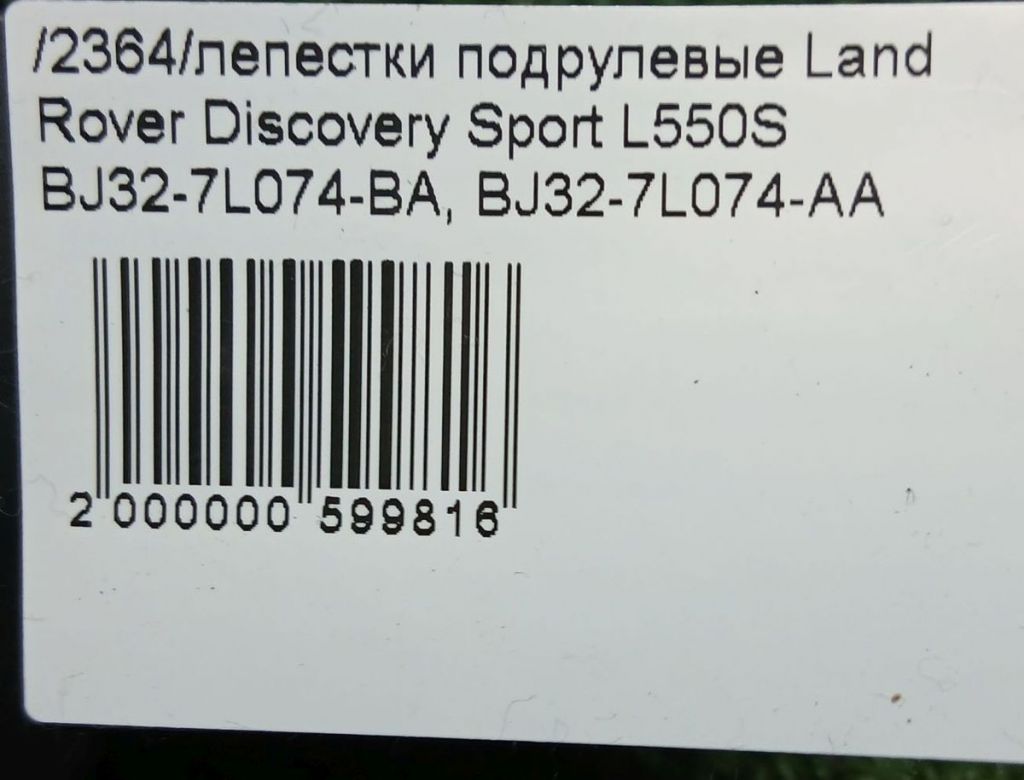 /2364/лепестки подрулевые Land
Rover Discovery Sport L550S
BJ32-7L074-BA, BJ32-7L074-AA
2 000000 599816